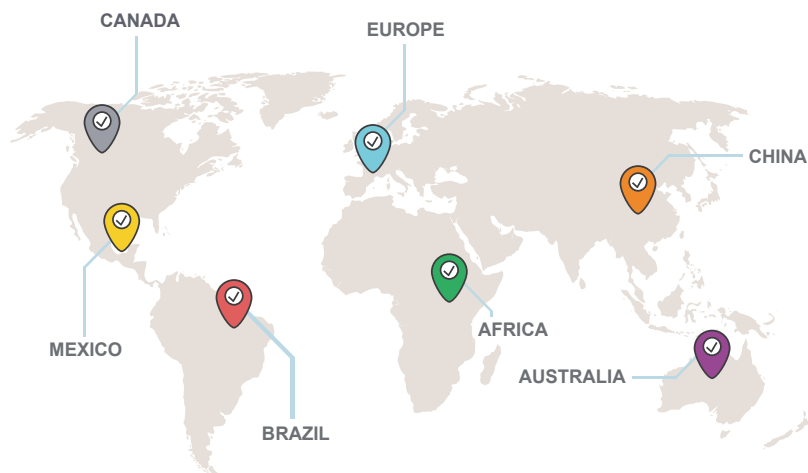 CANADA
EUROPE
CHINA
MEXICO
AFRICA
AUSTRALIA
BRAZIL